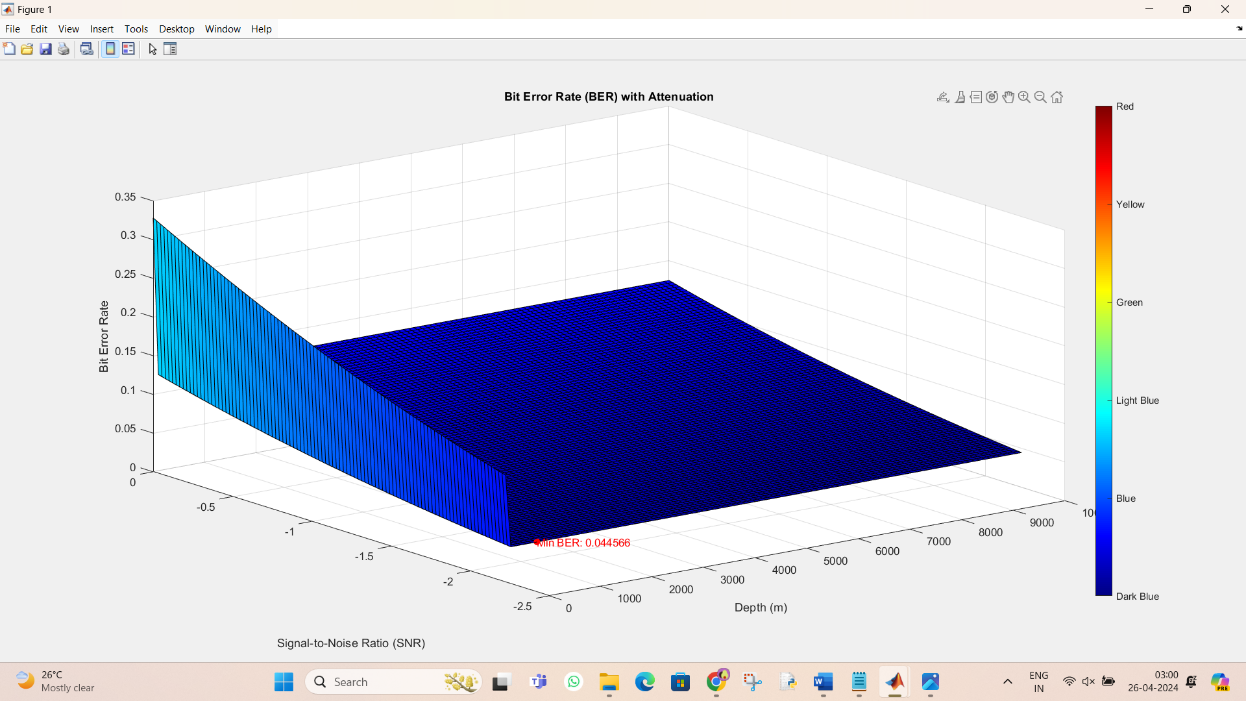 Figure 1
File Edit View Insert Tools Desktop Window Help
Bit Error Rate (BER) with Attenuation
Red
Yellow
Green
Light Blue
Blue
Dark Blue
0.35
0.3
0.25
0.2
0.15
0.1
0.05
0
Bit Error Rate
0
-0.5
-1
-1.5
-2
-2.5
Signal-to-Noise Ratio (SNR)
0
1000
2000
3000
4000
5000
6000
7000
8000
9000
Depth (m)
Min BER: 0.044566
26°C
Mostly clear
Search
ENG
IN
03:00
26-04-2024